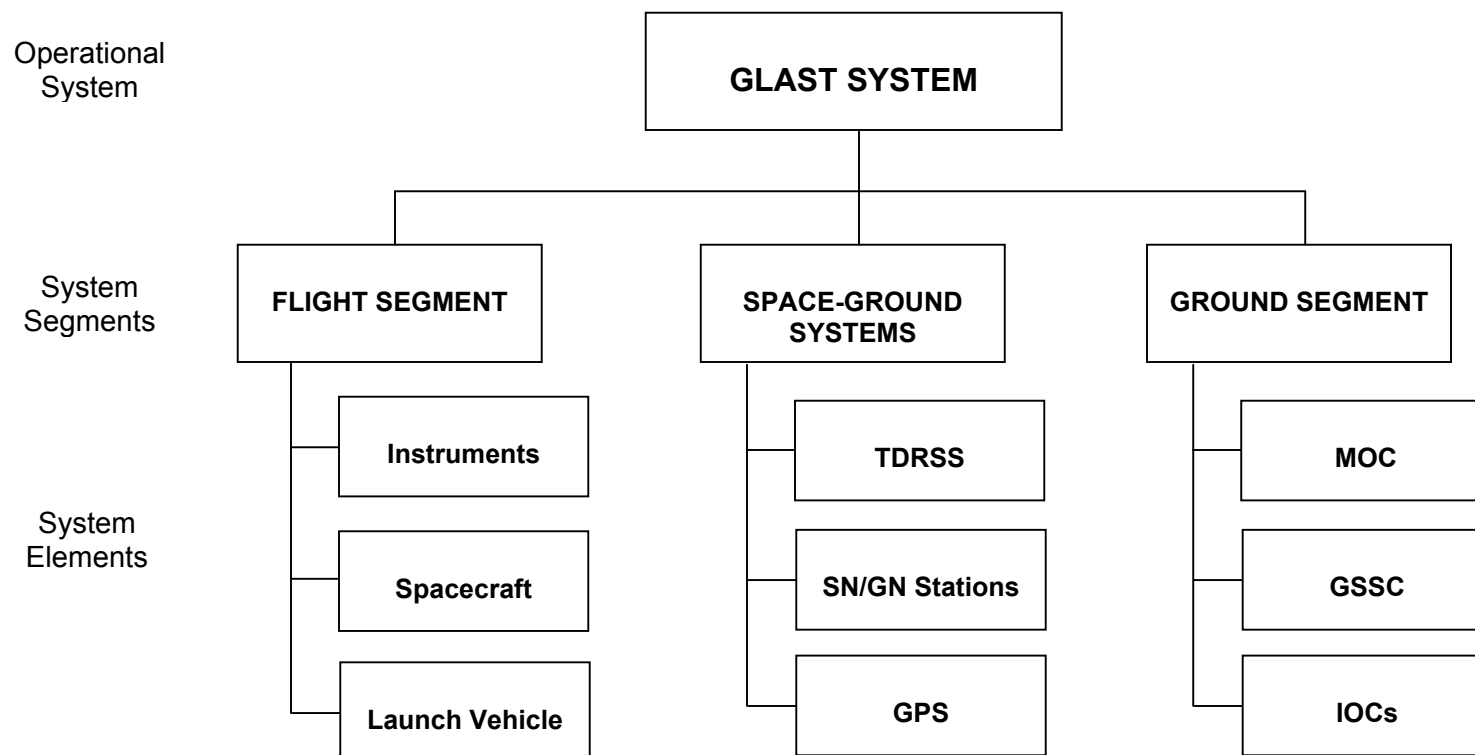 Operational
System
GLAST SYSTEM
System
Segments
FLIGHT SEGMENT
SPACE-GROUND
SYSTEMS
GROUND SEGMENT
System
Elements
Instruments
TDRSS
MOC
Spacecraft
SN/GN Stations
GSSC
Launch Vehicle
GPS
IOCs